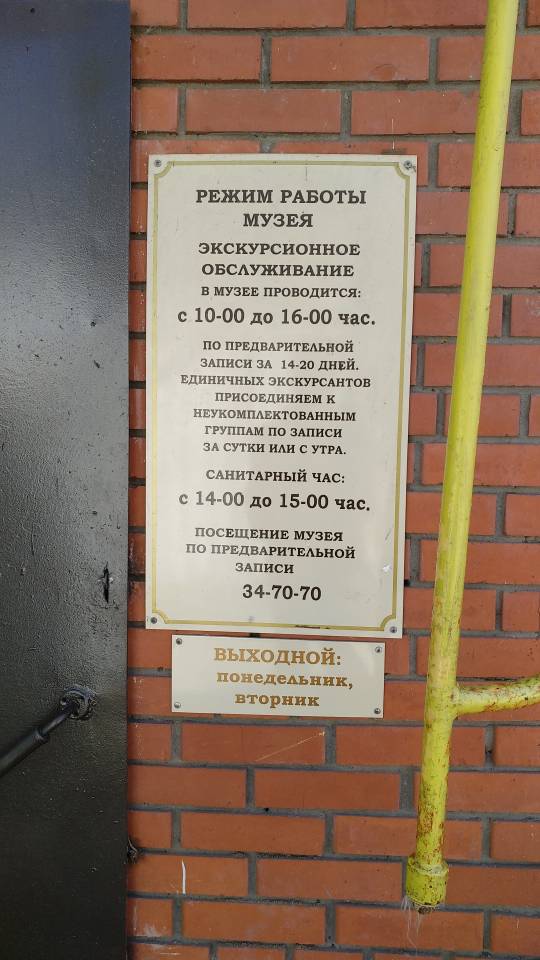 РЕЖИМ РАБОТЫ
МУЗЕЯ
ЭКСКУРСИОННОЕ
ОБСЛУЖИВАНИЕ
В МУЗЕЕ ПРОВОДИТСЯ:
с 10-00 до 16-00 час.
ПО ПРЕДВАРИТЕЛЬНОЙ
ЗАПИСИ ЗА 14-20 ДНЕЙ.
ЕДИНИЧНЫХ ЭКСКУРСАНТОВ
ПРИСОЕДИНЯЕМ К
НЕУКОМПЛЕКТОВАННЫМ
ГРУППАМ ПО ЗАПИСИ
ЗА СУТКИ ИЛИ С УТРА.
САНИТАРНЫЙ ЧАС:
с 14-00 до 15-00 час.
ПОСЕЩЕНИЕ МУЗЕЯ
ПО ПРЕДВАРИТЕЛЬНОЙ
ЗАПИСИ
34-70-70
ВЫХОДНОЙ:
понедельник,
вторник